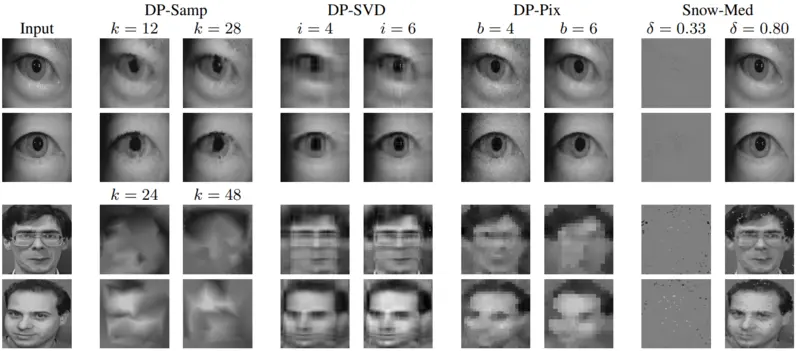 DP-Samp DP-SVD DP-Pix Snow-Med
Input k = 12 k = 28 i = 4 i = 6 b = 4 b = 6 δ = 0.33 δ = 0.80
k = 24 k = 48